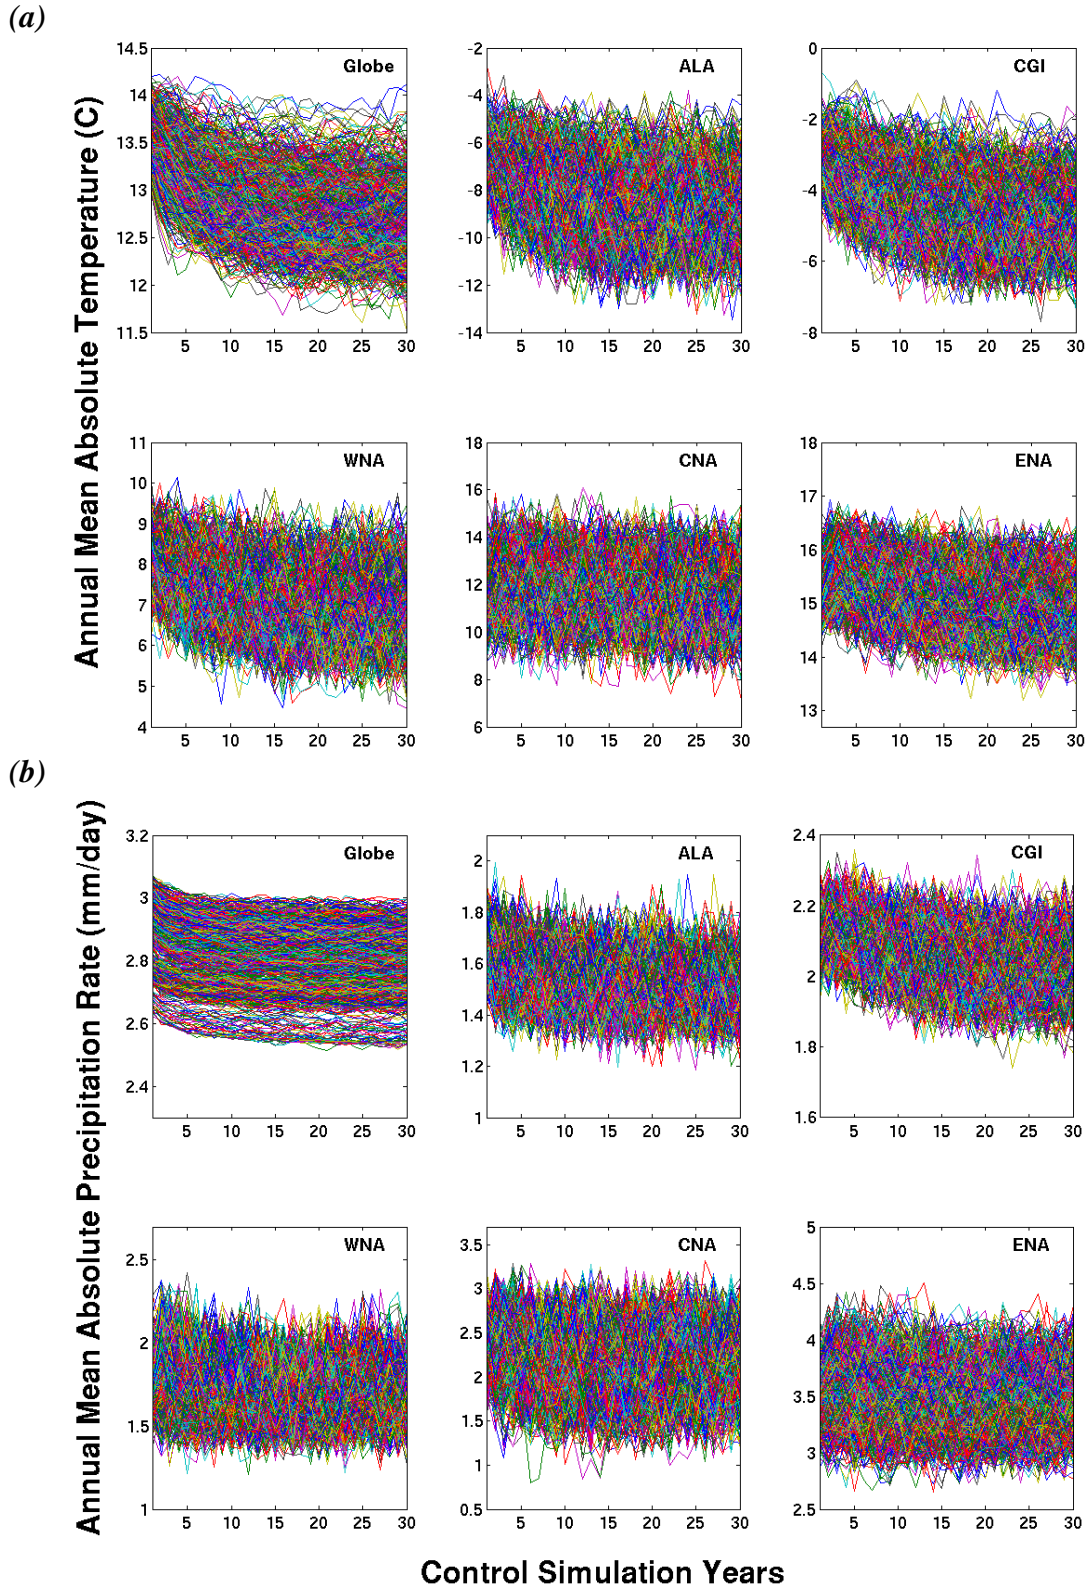 (a)
Annual Mean Absolute Temperature (C)
Globe
14.5
14
13.5
13
12.5
12
11.5
5 10 15 20 25 30
ALA
-2
-4
-6
-8
-10
-12
-14
5 10 15 20 25 30
CGI
0
-2
-4
-6
-8
5 10 15 20 25 30
WNA
11
10
9
8
7
6
5
4
5 10 15 20 25 30
CNA
18
16
14
12
10
8
6
5 10 15 20 25 30
ENA
18
17
16
15
14
13
5 10 15 20 25 30
(b)
Annual Mean Absolute Precipitation Rate (mm/day)
Globe
3.2
3
2.8
2.6
2.4
5 10 15 20 25 30
ALA
2
1.8
1.6
1.4
1.2
1
5 10 15 20 25 30
CGI
2.4
2.2
2
1.8
1.6
5 10 15 20 25 30
WNA
2.5
2
1.5
1
5 10 15 20 25 30
CNA
3.5
3
2.5
2
1.5
1
0.5
5 10 15 20 25 30
ENA
5
4.5
4
3.5
3
2.5
5 10 15 20 25 30
Control Simulation Years